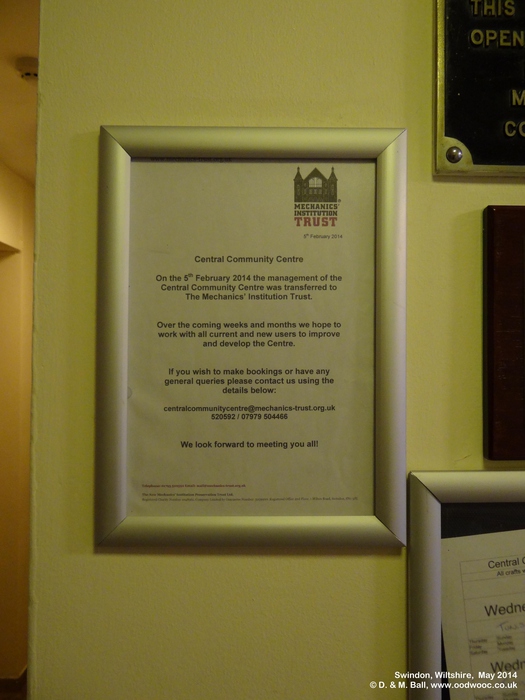 THIS
OPEN
M
CO
MECHANICS'
INSTITUTION
TRUST
5th February 2014
Central Community Centre
On the 5th February 2014 the management of the
Central Community Centre was transferred to
The Mechanics' Institution Trust.
Over the coming weeks and months we hope to
work with all current and new users to improve
and develop the Centre.
If you wish to make bookings or have any
general queries please contact us using the
details below:
centralcommunitycentre@mechanics-trust.org.uk
520592 / 07979 504466
We look forward to meeting you all!
Central C
All crafts
Wedne
Wedn
Swindon, Wiltshire, May 2014
© D. & M. Ball, www.oodwooc.co.uk